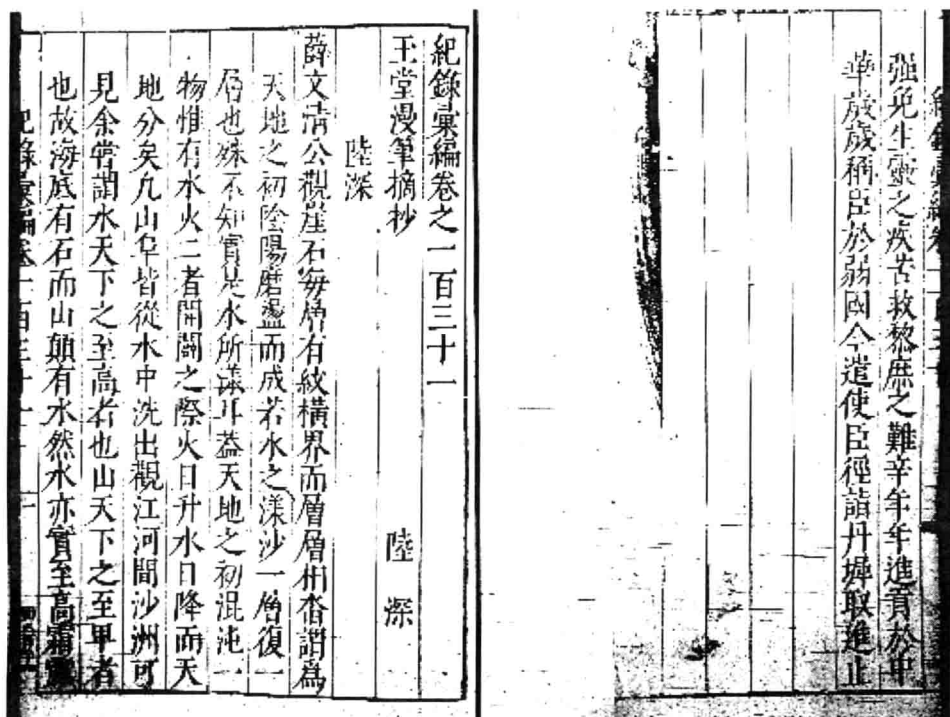 强免生靈之疾苦救黎庶之難辛年年進貢於中
華歲歲稱臣於弱國今遣使臣徑詣丹墀取進止
紀錄彙編卷之一百三十一
玉堂漫筆摘抄
陸深
陸深
薛文清公觀崖石每層有紋橫界而層層相沓謂爲
天地之初陰陽磨盪而成若水之漾沙一層復一
層也殊不知實是水所漾耳蓋天地之初混沌一
物惟有水火二者開闢之際火日升水日降而天
地分矣凡山阜皆從水中洗出觀江河間沙洲可
見余嘗謂水天下之至高者也山天下之至卑者
也故海底有石而山顛有水然水亦實至高霜
紀錄彙編卷一百三十一